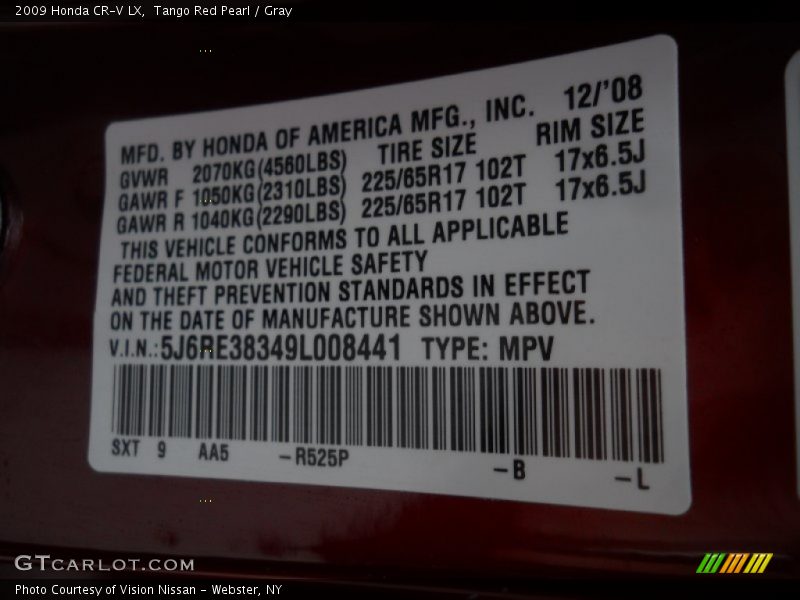 2009 Honda CR-V LX,  Tango Red Pearl / Gray
MFD. BY HONDA OF AMERICA MFG., INC. 12/'08
GVWR 2070KG(4560LBS) TIRE SIZE RIM SIZE
GAWR F 1050KG(2310LBS) 225/65R17 102T 17x6.5J
GAWR R 1040KG(2290LBS) 225/65R17 102T 17x6.5J
THIS VEHICLE CONFORMS TO ALL APPLICABLE
FEDERAL MOTOR VEHICLE SAFETY
AND THEFT PREVENTION STANDARDS IN EFFECT
ON THE DATE OF MANUFACTURE SHOWN ABOVE.
V.I.N.:5J6RE38349L008441 TYPE: MPV
SXT 9 AA5 -R525P -B -L
GTCARLOT.COM
Photo Courtesy of Vision Nissan - Webster, NY